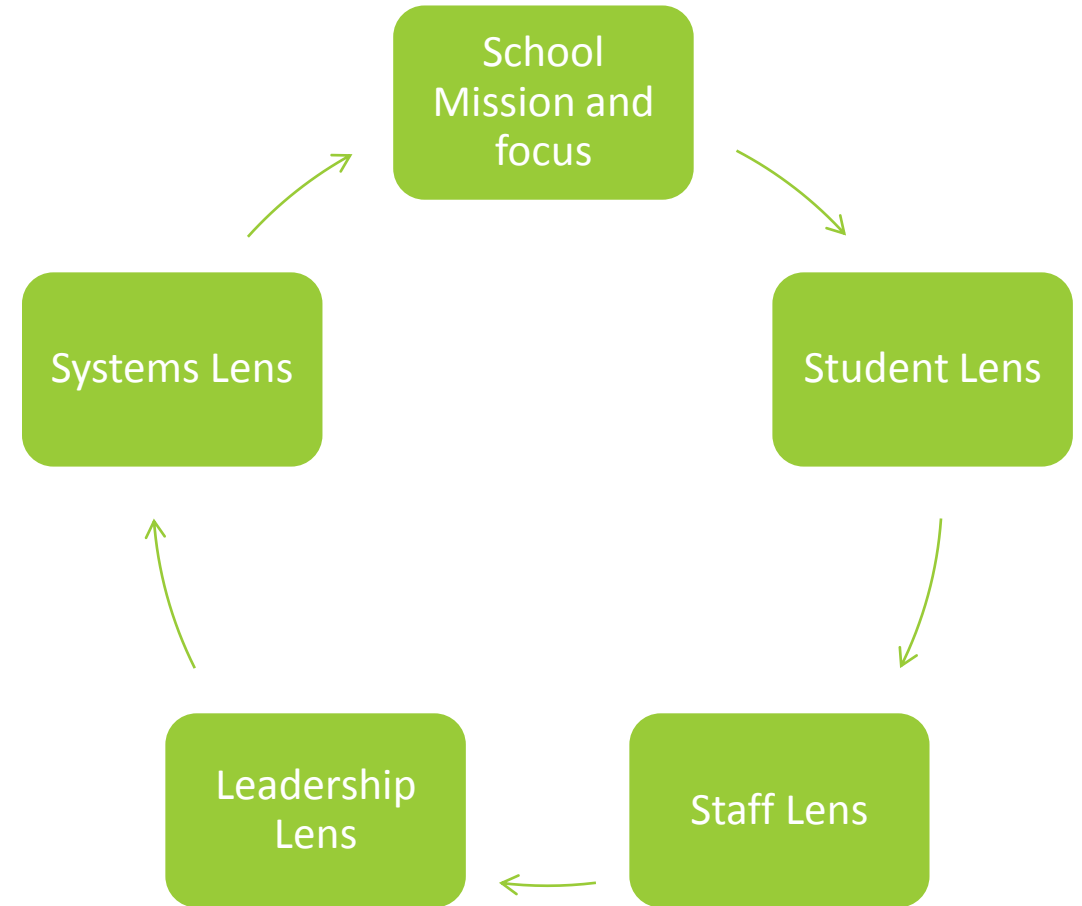 School
Mission and
focus
Student Lens
Staff Lens
Leadership
Lens
Systems Lens